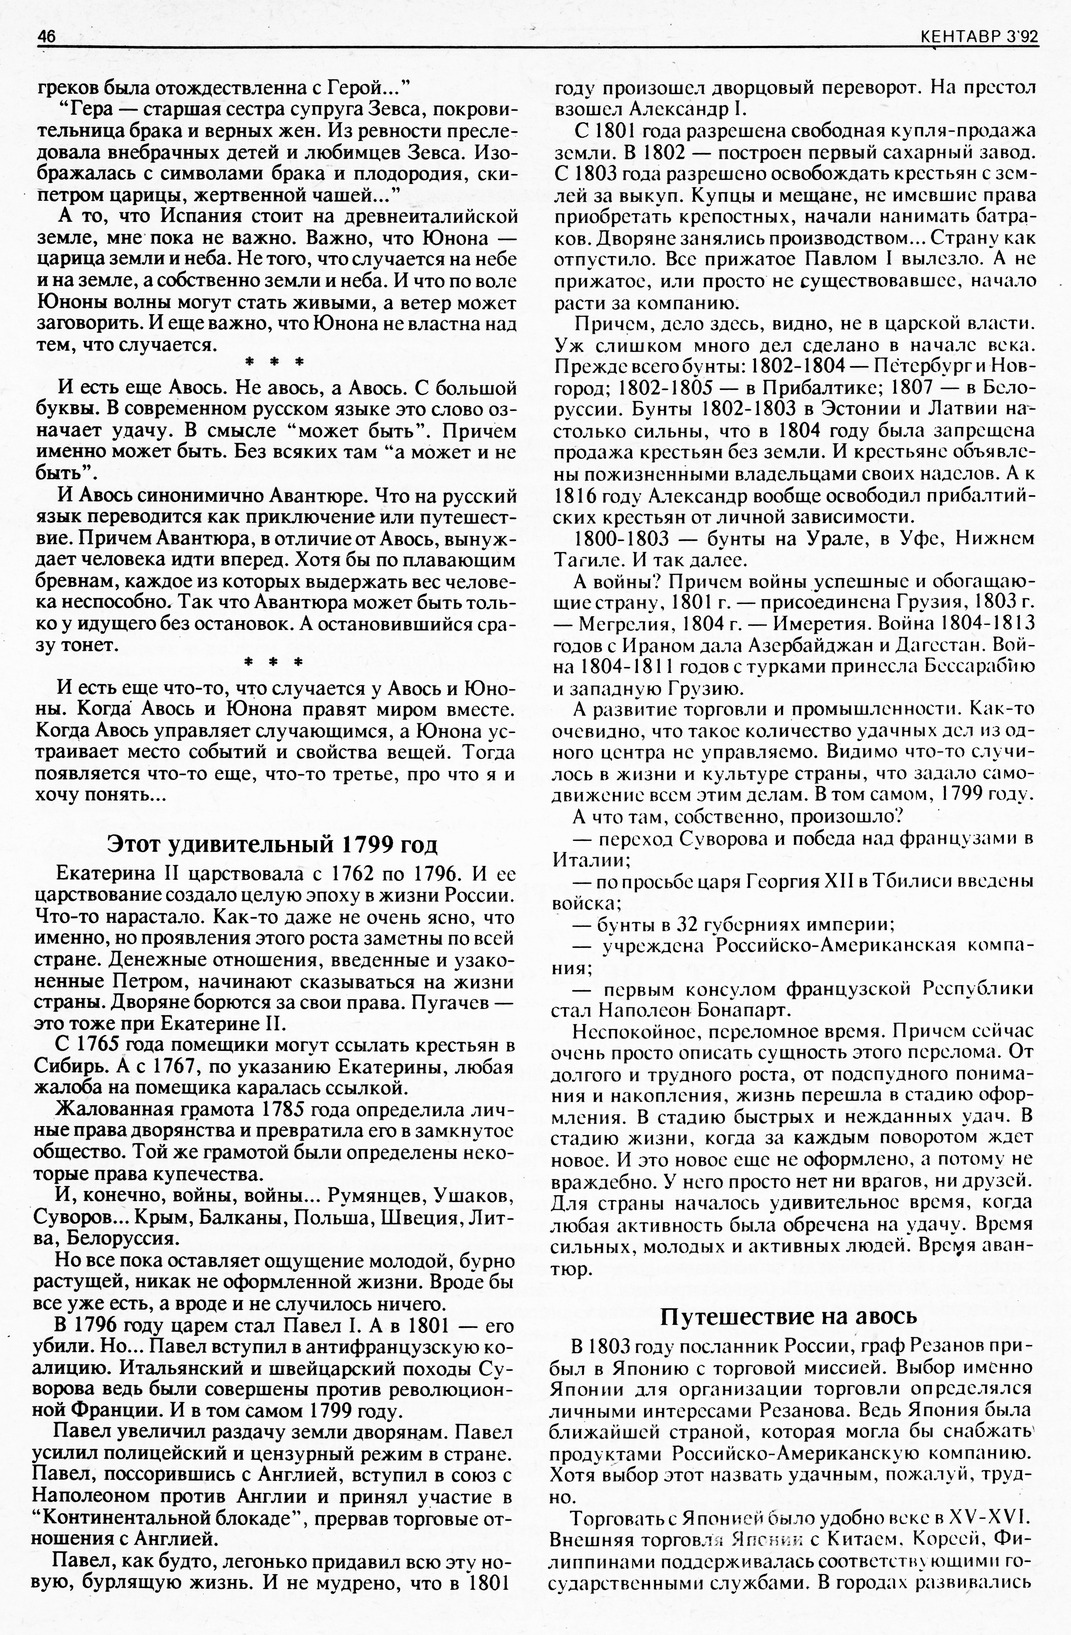 46
КЕНТАВР 3'92
греков была отождествленна с Герой...”
“Гера — старшая сестра супруга Зевса, покрови-
тельница брака и верных жен. Из ревности пресле-
довала внебрачных детей и любимцев Зевса. Изо-
бражалась с символами брака и плодородия, ски-
петром царицы, жертвенной чашей...”
А то, что Испания стоит на древнеиталийской
земле, мне пока не важно. Важно, что Юнона —
царица земли и неба. Не того, что случается на небе
и на земле, а собственно земли и неба. И что по воле
Юноны волны могут стать живыми, а ветер может
заговорить. И еще важно, что Юнона не властна над
тем, что случается.
* * *
И есть еще Авось. Не авось, а Авось. С большой
буквы. В современном русском языке это слово оз-
начает удачу. В смысле “может быть”. Причем
именно может быть. Без всяких там “а может и не
быть”.
И Авось синонимично Авантюре. Что на русский
язык переводится как приключение или путешест-
вие. Причем Авантюра, в отличие от Авось, вынуж-
дает человека идти вперед. Хотя бы по плавающим
бревнам, каждое из которых выдержать вес челове-
ка неспособно. Так что Авантюра может быть толь-
ко у идущего без остановок. А остановившийся сра-
зу тонет.
* * *
И есть еще что-то, что случается у Авось и Юно-
ны. Когда Авось и Юнона правят миром вместе.
Когда Авось управляет случающимся, а Юнона ус-
траивает место событий и свойства вещей. Тогда
появляется что-то еще, что-то третье, про что я и
хочу понять...
Этот удивительный 1799 год
Екатерина II царствовала с 1762 по 1796. И ее
царствование создало целую эпоху в жизни России.
Что-то нарастало. Как-то даже не очень ясно, что
именно, но проявления этого роста заметны по всей
стране. Денежные отношения, введенные и узако-
ненные Петром, начинают сказываться на жизни
страны. Дворяне борются за свои права. Пугачев —
это тоже при Екатерине II.
С 1765 года помещики могут ссылать крестьян в
Сибирь. А с 1767, по указанию Екатерины, любая
жалоба на помещика каралась ссылкой.
Жалованная грамота 1785 года определила лич-
ные права дворянства и превратила его в замкнутое
общество. Той же грамотой были определены неко-
торые права купечества.
И, конечно, войны, войны... Румянцев, Ушаков,
Суворов... Крым, Балканы, Польша, Швеция, Лит-
ва, Белоруссия.
Но все пока оставляет ощущение молодой, бурно
растущей, никак не оформленной жизни. Вроде бы
все уже есть, а вроде и не случилось ничего.
В 1796 году царем стал Павел I. А в 1801 — его
убили. Но... Павел вступил в антифранцузскую ко-
алицию. Итальянский и швейцарский походы Су-
ворова ведь были совершены против революцион-
ной Франции. И в том самом 1799 году.
Павел увеличил раздачу земли дворянам. Павел
усилил полицейский и цензурный режим в стране.
Павел, поссорившись с Англией, вступил в союз с
Наполеоном против Англии и принял участие в
“Континентальной блокаде”, прервав торговые от-
ношения с Англией.
Павел, как будто, легонько придавил всю эту но-
вую, бурлящую жизнь. И не мудрено, что в 1801
году произошел дворцовый переворот. На престол
взошел Александр I.
С 1801 года разрешена свободная купля-продажа
земли. В 1802 — построен первый сахарный завод.
С 1803 года разрешено освобождать крестьян с зем-
лей за выкуп. Купцы и мещане, не имевшие права
приобретать крепостных, начали нанимать батра-
ков. Дворяне занялись производством... Страну как
отпустило. Все прижатое Павлом I вылезло. А не
прижатое, или просто не существовавшее, начало
расти за компанию.
Причем, дело здесь, видно, не в царской власти.
Уж слишком много дел сделано в начале века.
Прежде всего бунты: 1802-1804 — Петербург и Нов-
город; 1802-1805 — в Прибалтике; 1807 — в Бело-
руссии. Бунты 1802-1803 в Эстонии и Латвии на-
столько сильны, что в 1804 году была запрещена
продажа крестьян без земли. И крестьяне объявле-
ны пожизненными владельцами своих наделов. А к
1816 году Александр вообще освободил прибалтий-
ских крестьян от личной зависимости.
1800-1803 — бунты на Урале, в Уфе, Нижнем
Тагиле. И так далее.
А войны? Причем войны успешные и обогащаю-
щие страну, 1801 г. — присоединена Грузия, 1803 г.
— Мегрелия, 1804 г. — Имеретия. Война 1804-1813
годов с Ираном дала Азербайджан и Дагестан. Вой-
на 1804-1811 годов с турками принесла Бессарабию
и западную Грузию.
А развитие торговли и промышленности. Как-то
очевидно, что такое количество удачных дел из од-
ного центра не управляемо. Видимо что-то случи-
лось в жизни и культуре страны, что задало само-
движение всем этим делам. В том самом, 1799 году.
А что там, собственно, произошло?
— переход Суворова и победа над французами в
Италии;
— по просьбе царя Георгия XII в Тбилиси введены
войска;
— бунты в 32 губерниях империи;
— учреждена Российско-Американская компа-
ния;
— первым консулом французской Республики
стал Наполеон Бонапарт.
Неспокойное, переломное время. Причем сейчас
очень просто описать сущность этого перелома. От
долгого и трудного роста, от подспудного понима-
ния и накопления, жизнь перешла в стадию офор-
мления. В стадию быстрых и нежданных удач. В
стадию жизни, когда за каждым поворотом ждет
новое. И это новое еще не оформлено, а потому не
враждебно. У него просто нет ни врагов, ни друзей.
Для страны началось удивительное время, когда
любая активность была обречена на удачу. Время
сильных, молодых и активных людей. Время аван-
тюр.
Путешествие на авось
В 1803 году посланник России, граф Резанов при-
был в Японию с торговой миссией. Выбор именно
Японии для организации торговли определялся
личными интересами Резанова. Ведь Япония была
ближайшей страной, которая могла бы снабжать
продуктами Российско-Американскую компанию.
Хотя выбор этот назвать удачным, пожалуй, труд-
но.
Торговать с Японией было удобно веке в XV-XVI.
Внешняя торговля Японии с Китаем, Кореей, Фи-
липпинами поддерживалась соответствующими го-
сударственными службами. В городах развивались